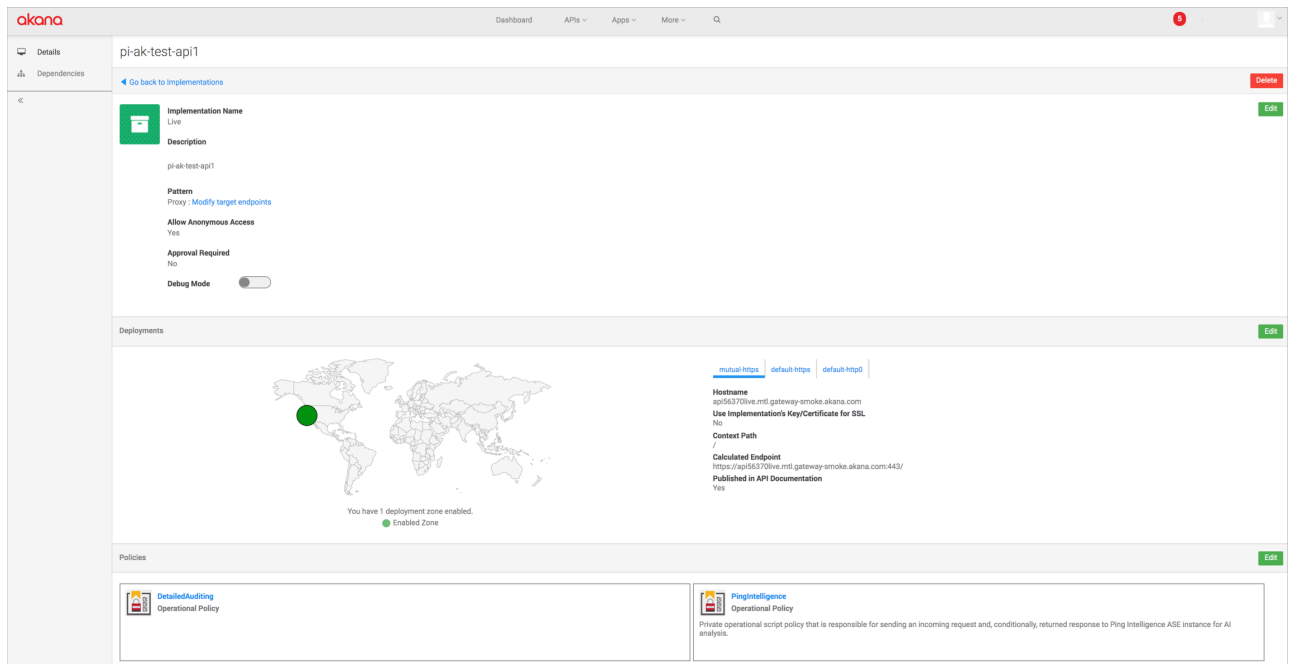 akana
Dashboard
APIs
Apps
More
5
Details
Dependencies
pi-ak-test-api1
Go back to Implementations
Delete
Implementation Name
Live
Edit
Description
pi-ak-test-api1
Pattern
Proxy : Modify target endpoints
Allow Anonymous Access
Yes
Approval Required
No
Debug Mode
Deployments
Edit
You have 1 deployment zone enabled.
Enabled Zone
mutual-https
default-https
default-http0
Hostname
api56370live.mtl.gateway-smoke.akana.com
Use Implementation's Key/Certificate for SSL
No
Context Path
/
Calculated Endpoint
https://api56370live.mtl.gateway-smoke.akana.com:443/
Published in API Documentation
Yes
Policies
Edit
DetailedAuditing
Operational Policy
PingIntelligence
Operational Policy
Private operational script policy that is responsible for sending an incoming request and, conditionally, returned response to Ping Intelligence ASE instance for AI
analysis.